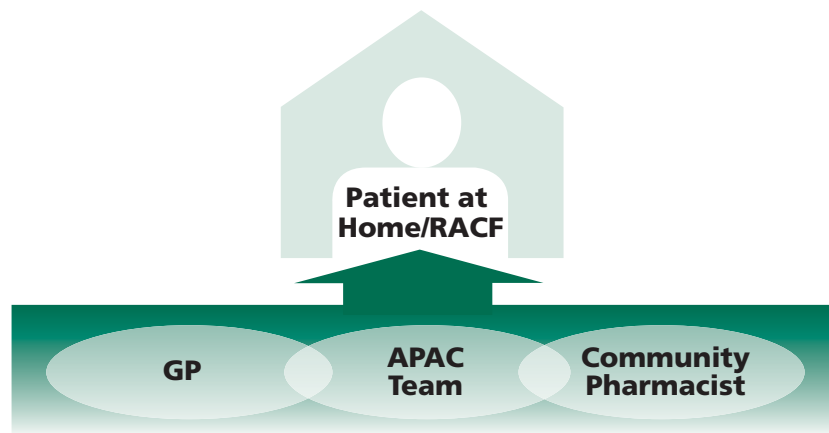 Patient at
Home/RACF
GP
APAC
Team
Community
Pharmacist